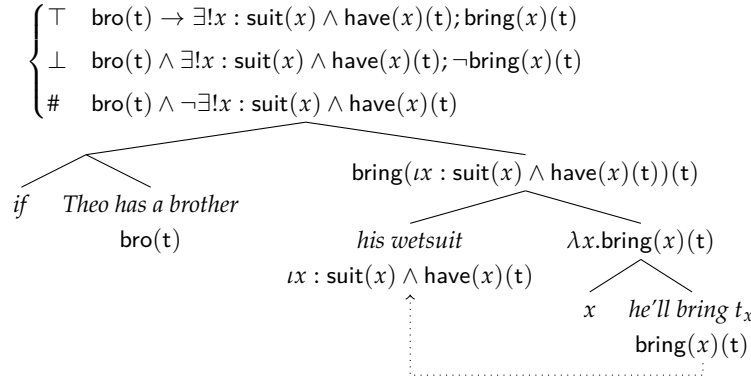 ⊤ bro(t) → ∃!x : suit(x) ∧ have(x)(t); bring(x)(t)
⊥ bro(t) ∧ ∃!x : suit(x) ∧ have(x)(t); ¬bring(x)(t)
# bro(t) ∧ ¬∃!x : suit(x) ∧ have(x)(t)
bring(ιx : suit(x) ∧ have(x)(t))(t)
if Theo has a brother
bro(t)
his wetsuit
ιx : suit(x) ∧ have(x)(t)
λx.bring(x)(t)
x he'll bring tₓ
bring(x)(t)